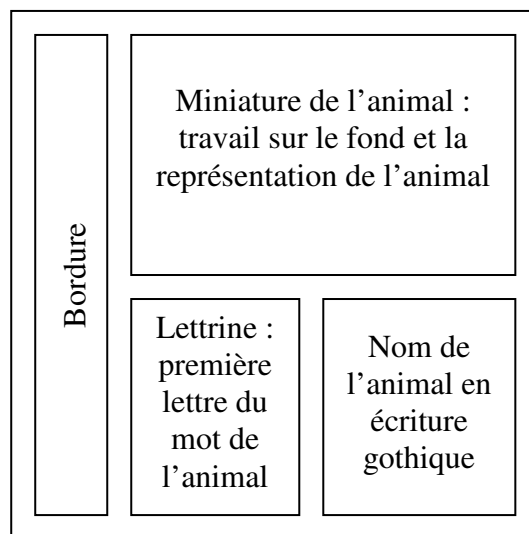 Bordure
Miniature de l’animal :
travail sur le fond et la
représentation de l’animal
Lettrine :
première
lettre du
mot de
l’animal
Nom de
l’animal en
écriture
gothique